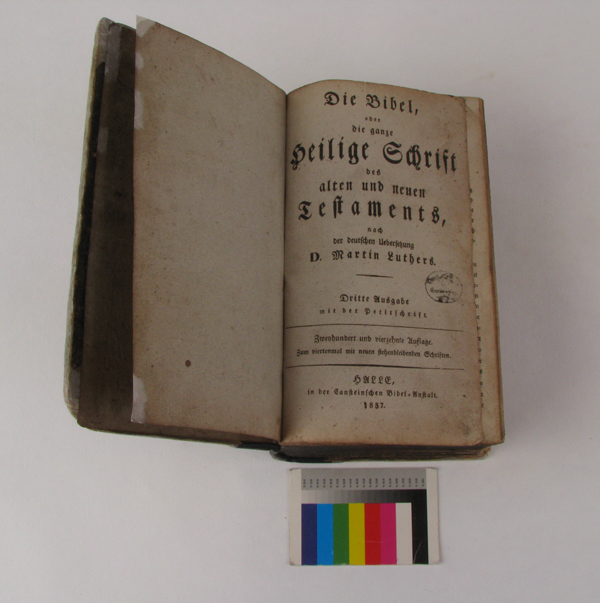 Die Bibel,
oder
die ganze
Heilige Schrift
des
alten und neuen
Testaments,
nach
der deutschen Uebersetzung
D. Martin Luthers.
Dritte Ausgabe
mit der Petitschrift.
Zweyhundert und vierzehnte Auflage.
Zum viertenmal mit neuen stehenbleibenden Schriften.
HALLE,
in der Cansteinschen Bibel-Anstalt,
1837.